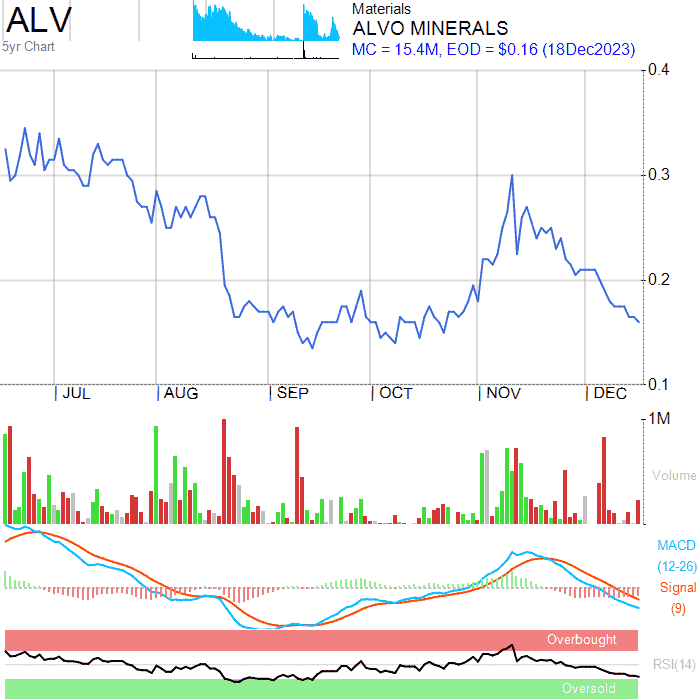 ALV
5yr Chart
Materials
ALVO MINERALS
MC = 15.4M, EOD = $0.16 (18Dec2023)
0.4
0.3
0.2
0.1
JUL AUG SEP OCT NOV DEC
1M
Volume
MACD
(12-26)
Signal
(9)
Overbought
RSI(14)
Oversold